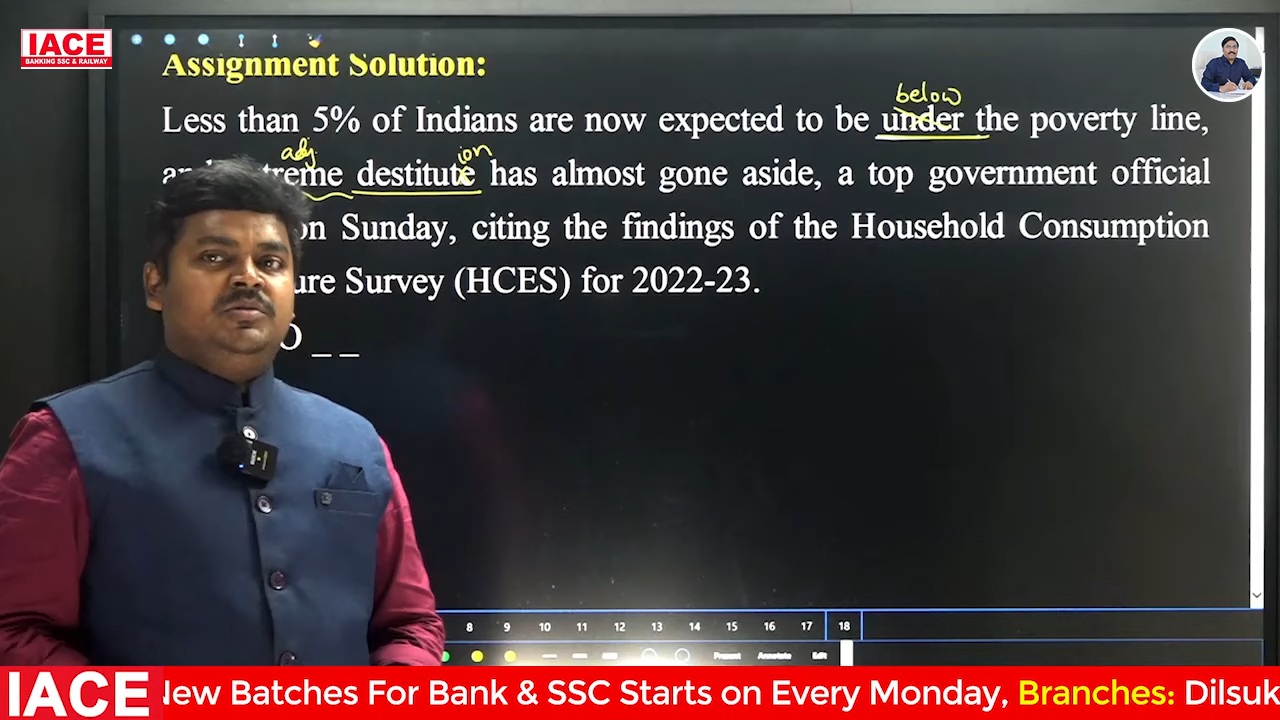 IACE
BANKING SSC & RAILWAY
Assignment Solution:
below
Less than 5% of Indians are now expected to be under the poverty line,
adj. ion
destitute has almost gone aside, a top government official
on Sunday, citing the findings of the Household Consumption
Survey (HCES) for 2022-23.
8 9 10 11 12 13 14 15 16 17 18
Present Annotate Edit
IACE New Batches For Bank & SSC Starts on Every Monday, Branches: Dilsuk